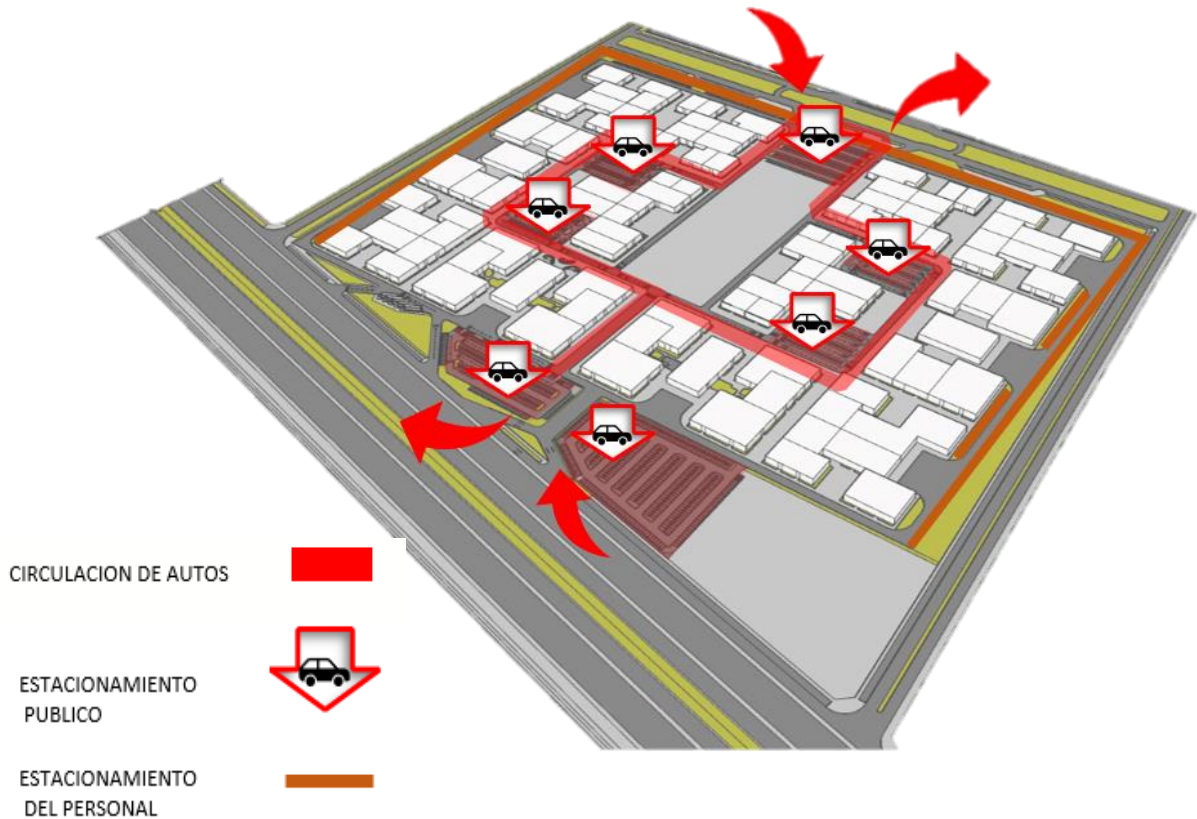 CIRCULACION DE AUTOS
ESTACIONAMIENTO
PUBLICO
ESTACIONAMIENTO
DEL PERSONAL